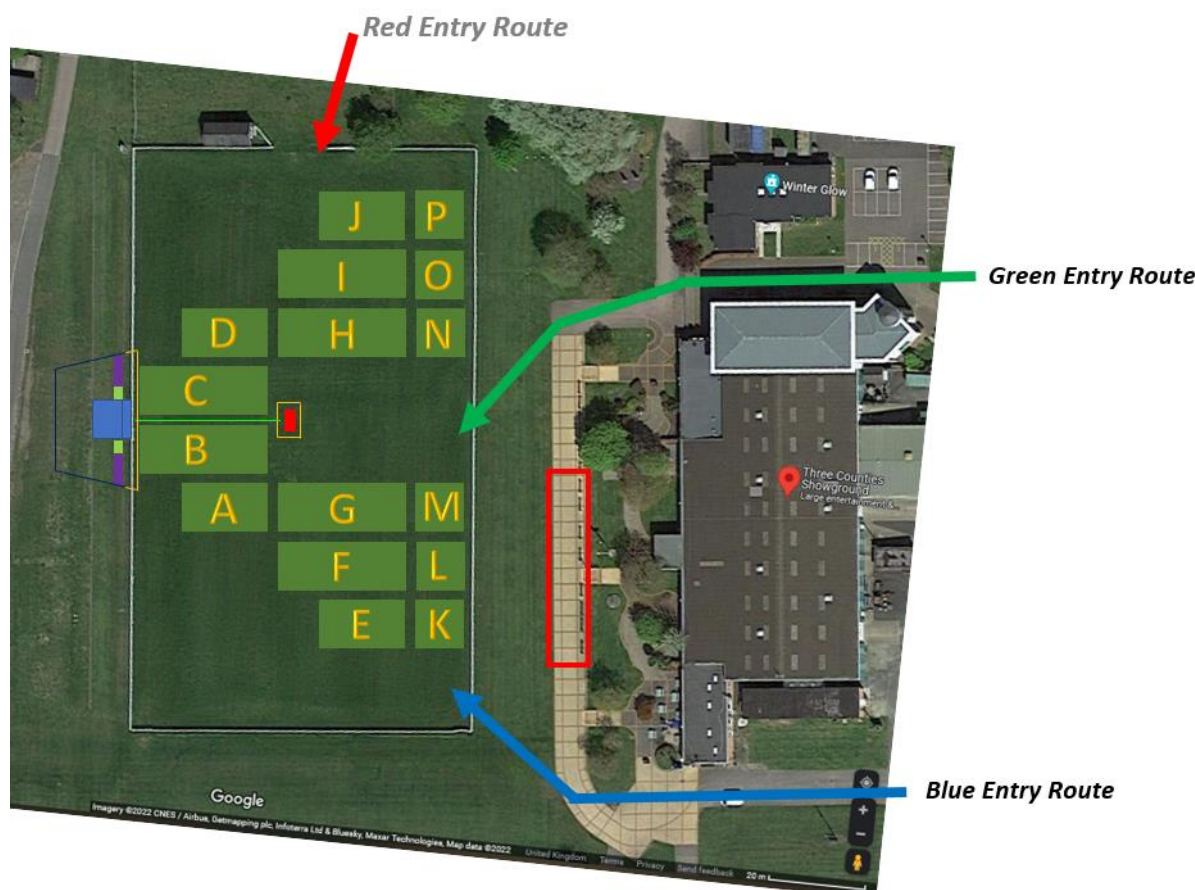 Red Entry Route
Winter Glow
J P
I O
Green Entry Route
D H N
C
B
Three Counties
Showground
Large entertainment &...
A G M
F L
E K
Blue Entry Route
Google
Imagery ©2022 CNES / Airbus, Getmapping plc, Infoterra Ltd & Bluesky, Maxar Technologies, Map data ©2022 United Kingdom Terms Privacy Send feedback 20 m